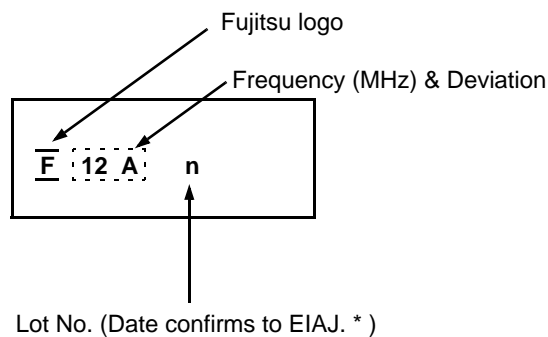 Fujitsu logo
Frequency (MHz) & Deviation
F 12 A n
Lot No. (Date confirms to EIAJ. * )